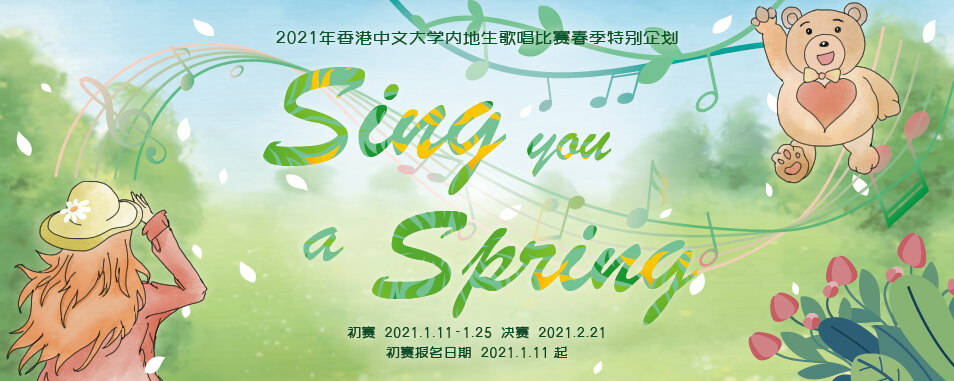 2021年香港中文大学内地生歌唱比赛春季特别企划
Sing you
a Spring
初赛 2021.1.11-1.25 决赛 2021.2.21
初赛报名日期 2021.1.11 起